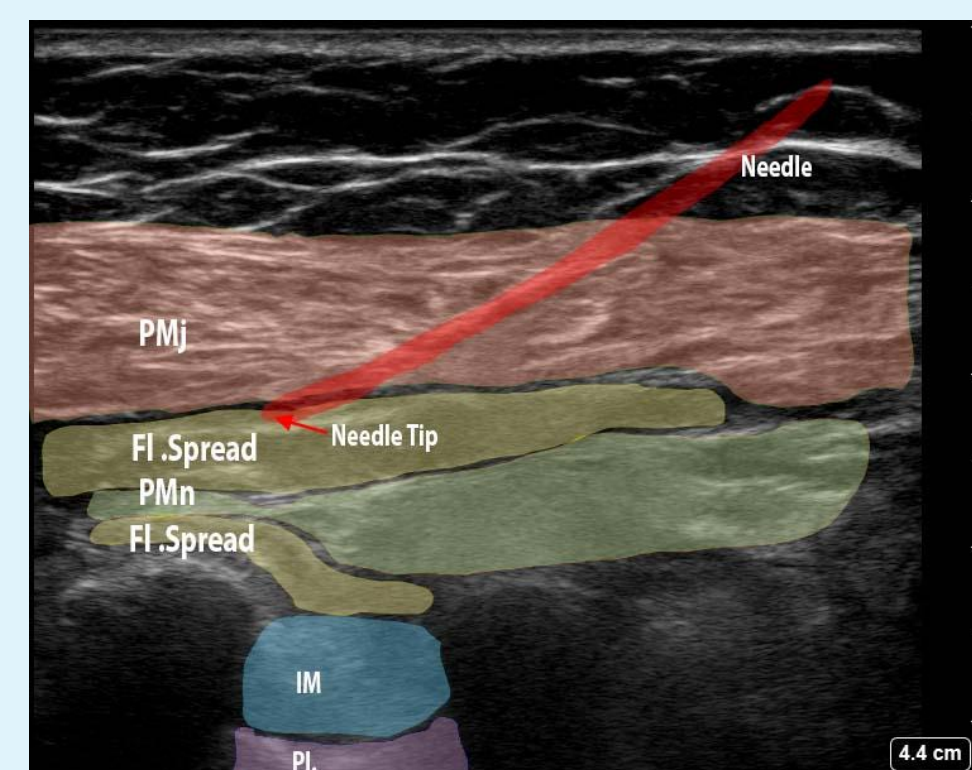 Needle
PMj
Needle Tip
Fl .Spread
PMn
Fl .Spread
IM
Pl.
4.4 cm